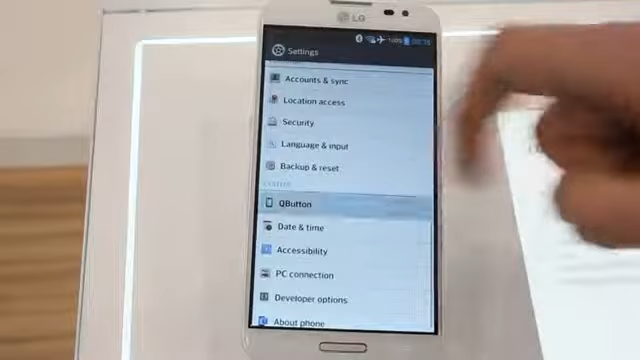 LG
Settings
Accounts & sync
Location access
Security
Language & input
Backup & reset
SYSTEM
QButton
Date & time
Accessibility
PC connection
Developer options
About phone